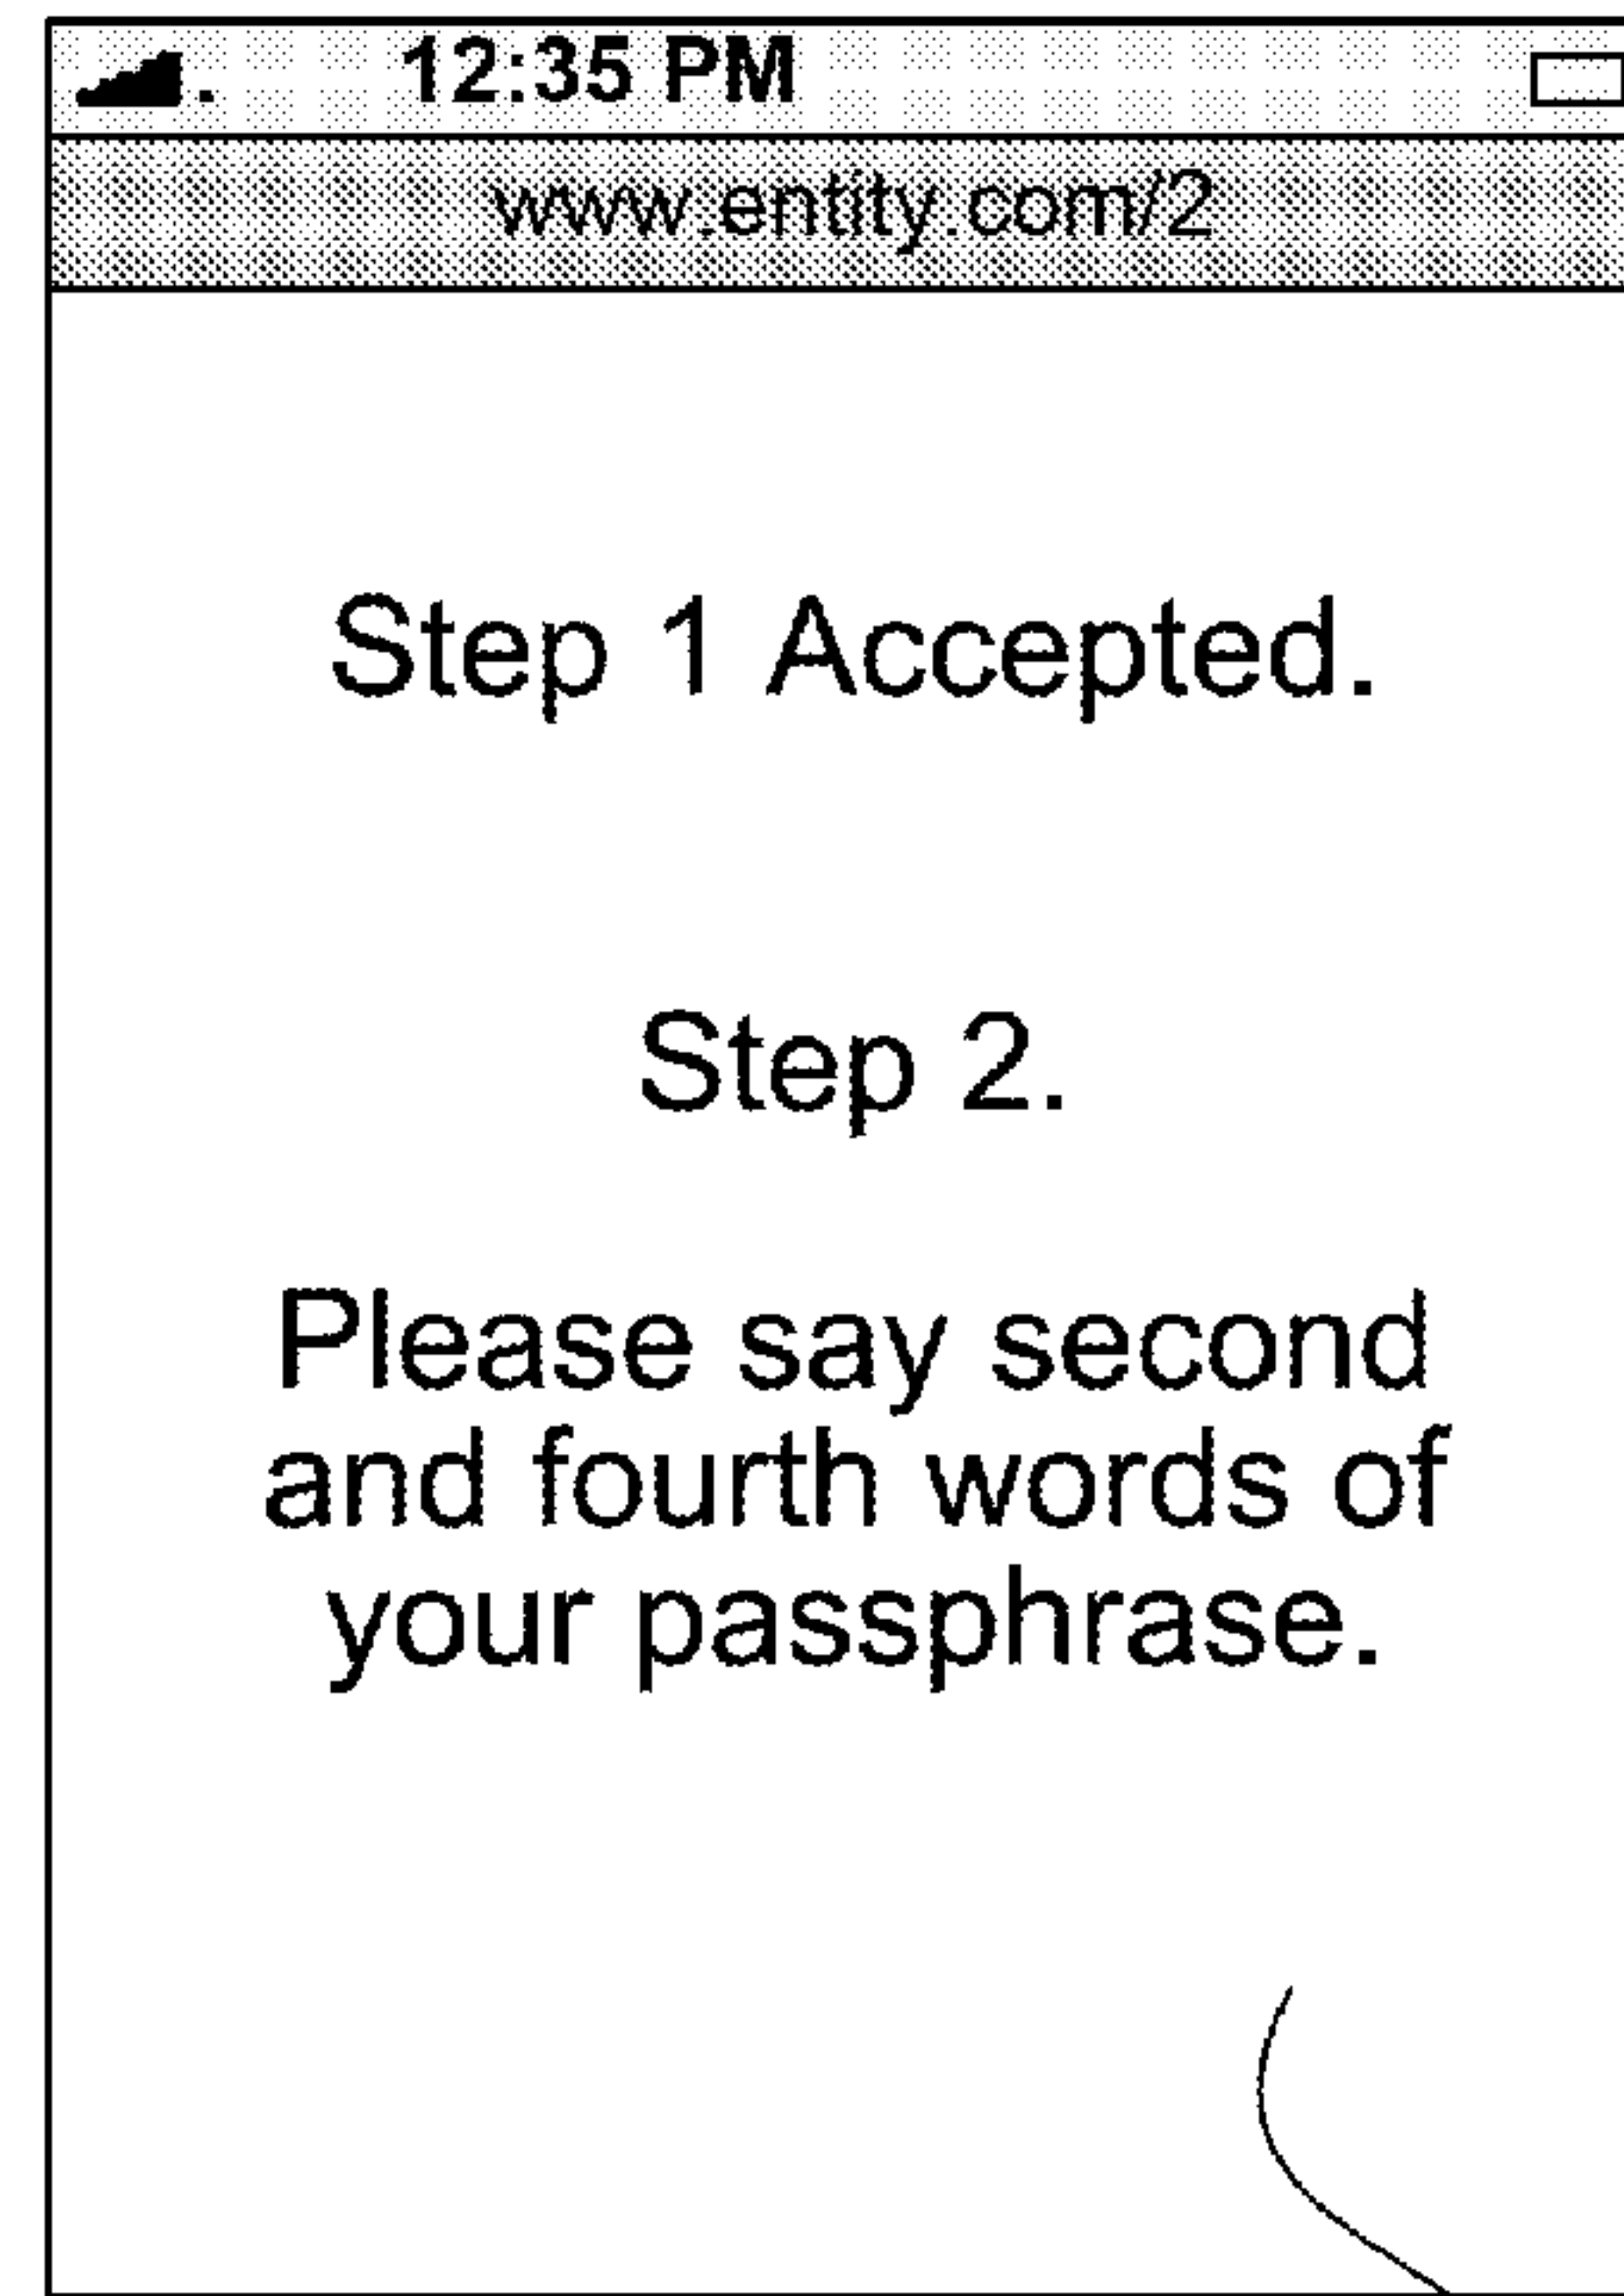 12:35 PM
www.entity.com/2
Step 1 Accepted.
Step 2.
Please say second
and fourth words of
your passphrase.